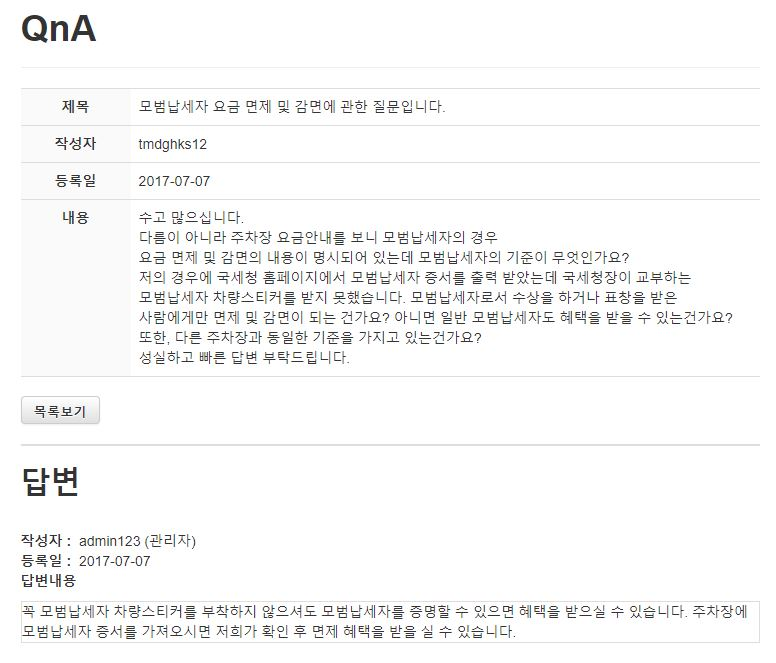 QnA
제목 모범납세자 요금 면제 및 감면에 관한 질문입니다.
작성자 tmdghks12
등록일 2017-07-07
내용 수고 많으십니다.
다름이 아니라 주차장 요금안내를 보니 모범납세자의 경우
요금 면제 및 감면의 내용이 명시되어 있는데 모범납세자의 기준이 무엇인가요?
저의 경우에 국세청 홈페이지에서 모범납세자 증서를 출력 받았는데 국세청장이 교부하는
모범납세자 차량스티커를 받지 못했습니다. 모범납세자로서 수상을 하거나 표창을 받은
사람에게만 면제 및 감면이 되는 건가요? 아니면 일반 모범납세자도 혜택을 받을 수 있는건가요?
또한, 다른 주차장과 동일한 기준을 가지고 있는건가요?
성실하고 빠른 답변 부탁드립니다.
목록보기
답변
작성자 : admin123 (관리자)
등록일 : 2017-07-07
답변내용
꼭 모범납세자 차량스티커를 부착하지 않으셔도 모범납세자를 증명할 수 있으면 혜택을 받으실 수 있습니다. 주차장에
모범납세자 증서를 가져오시면 저희가 확인 후 면제 혜택을 받을 실 수 있습니다.